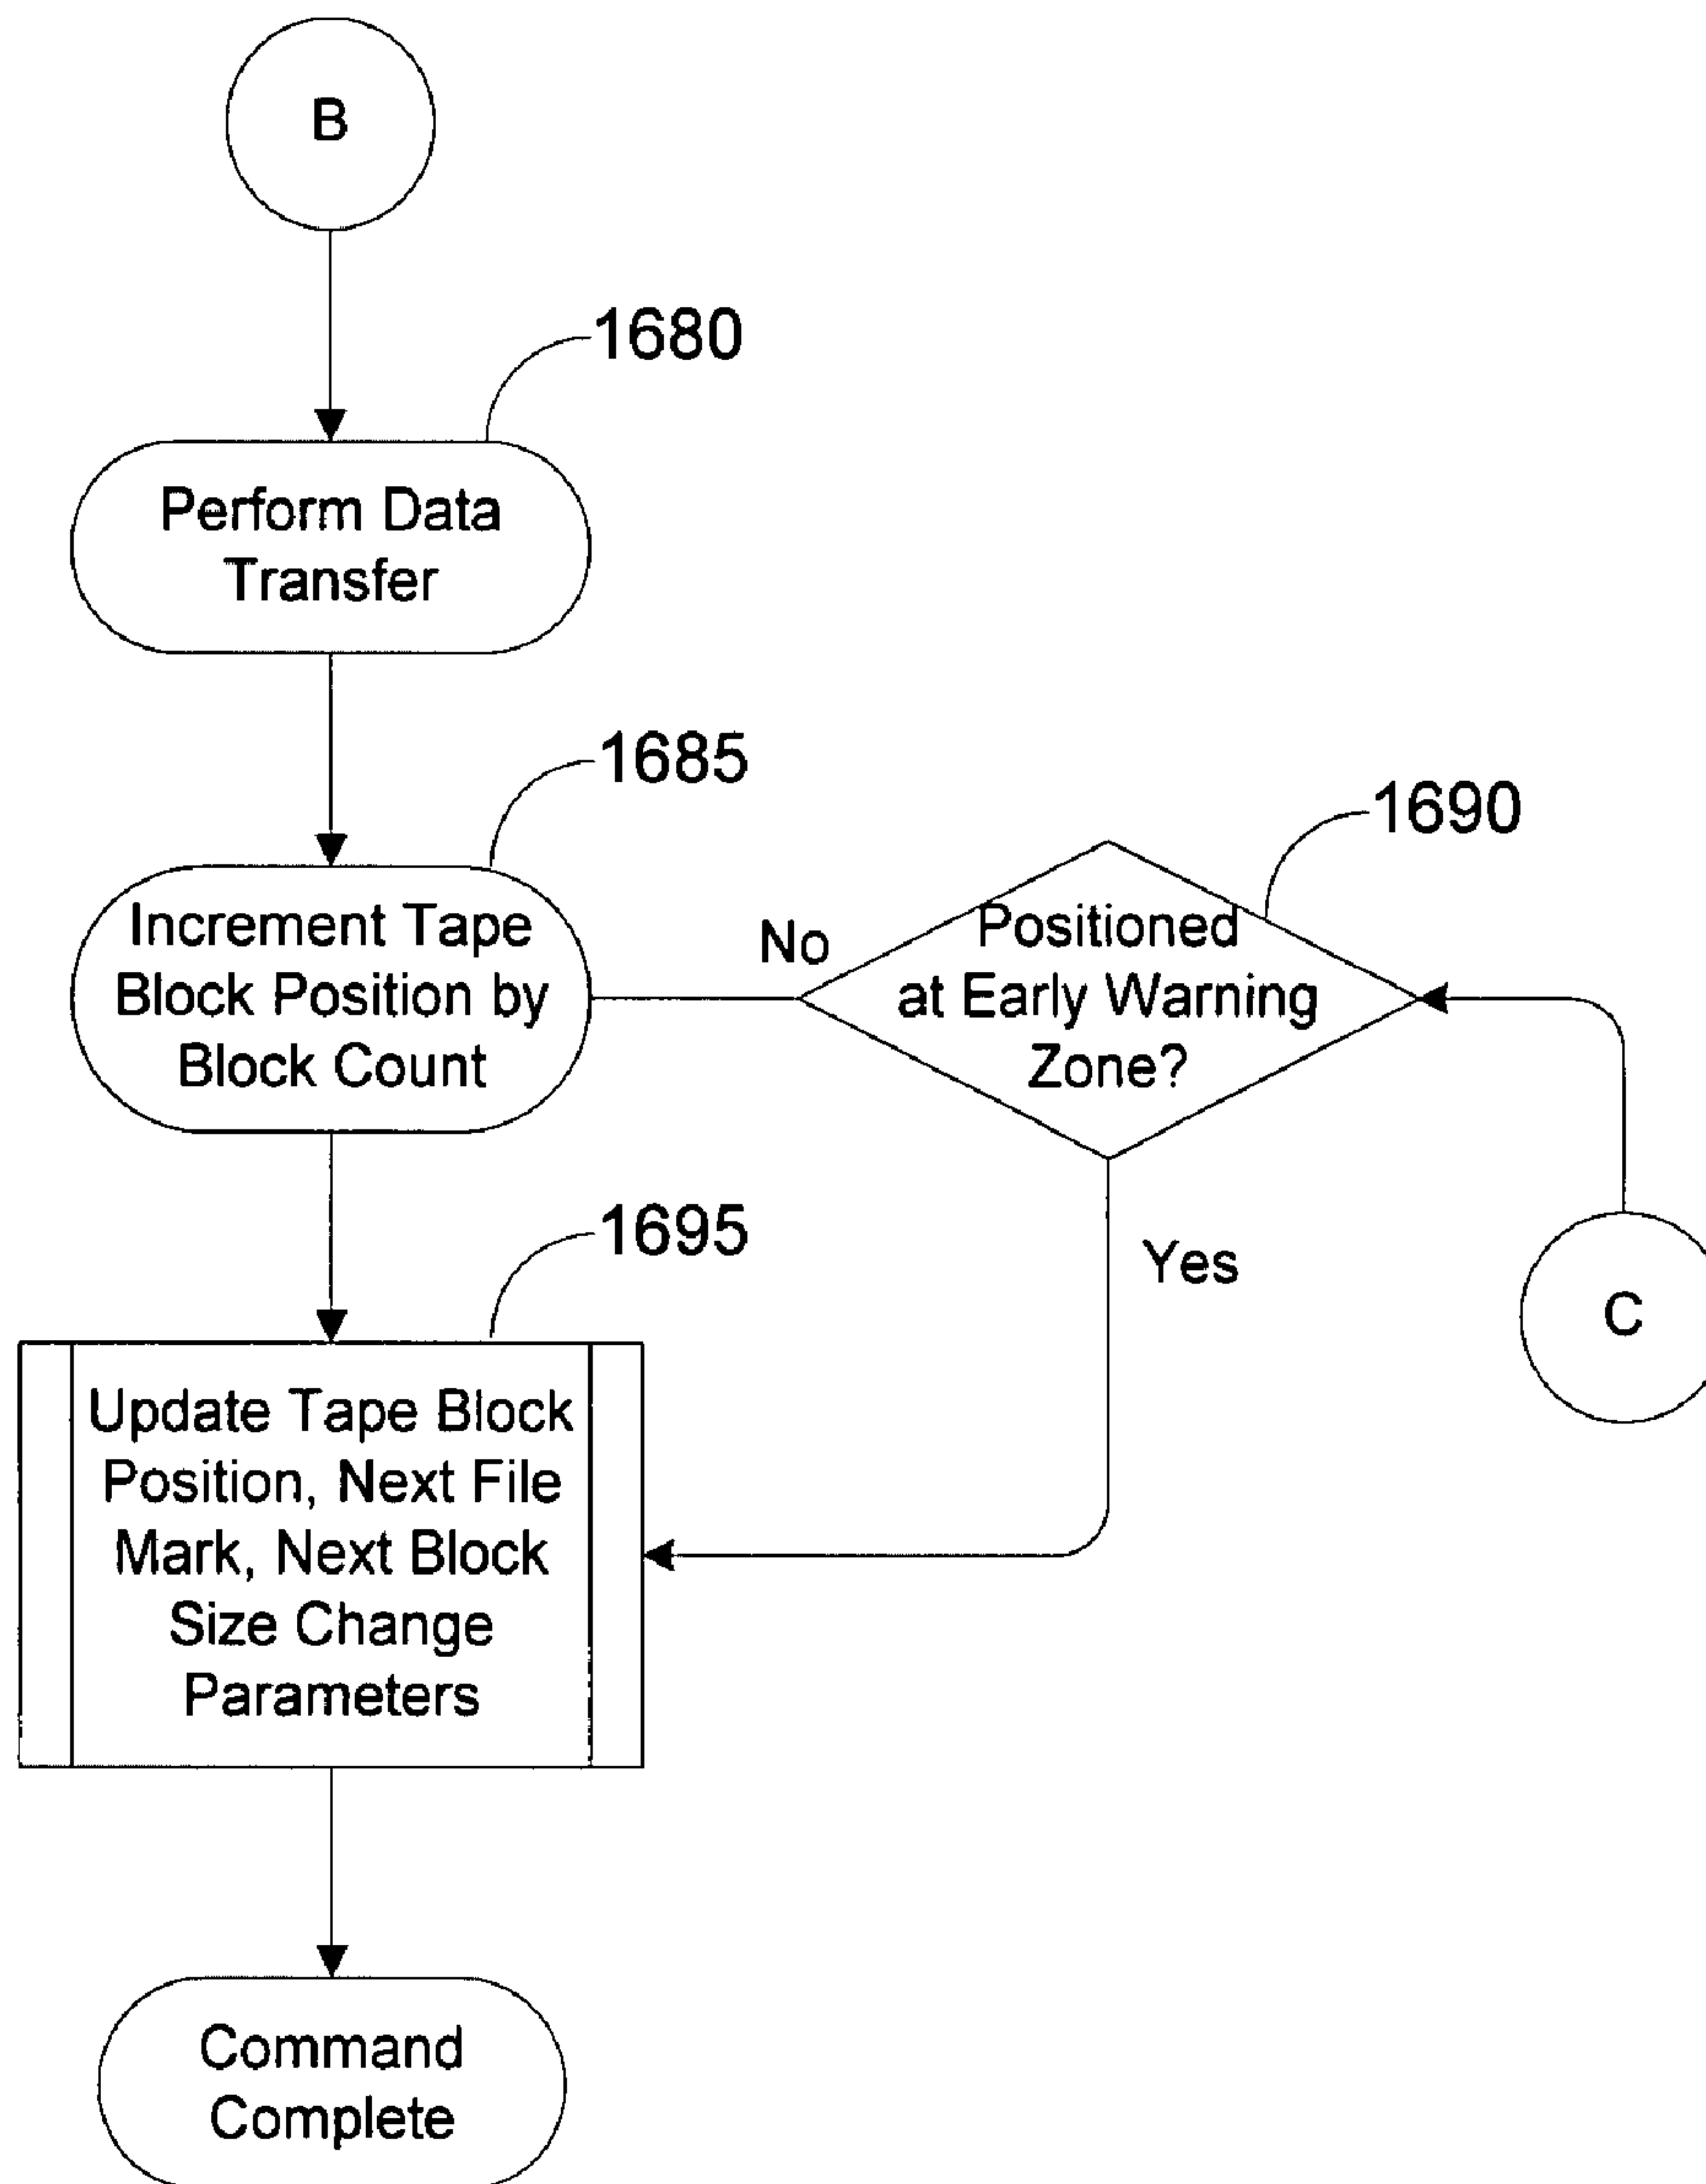 B
1680
Perform Data
Transfer
1685
Increment Tape
Block Position by
Block Count
No
1690
Positioned
at Early Warning
Zone?
Yes
C
1695
Update Tape Block
Position, Next File
Mark, Next Block
Size Change
Parameters
Command
Complete